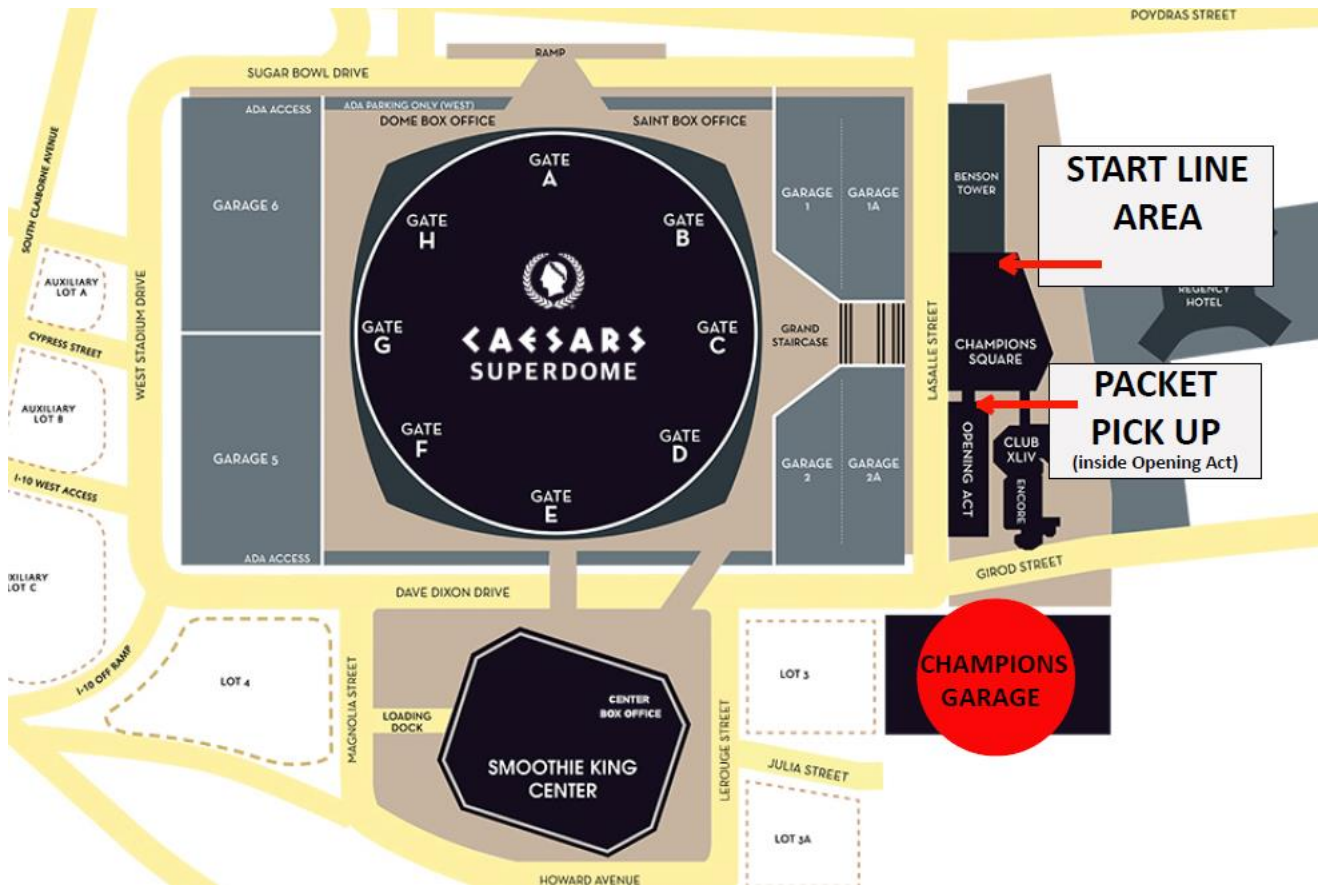 POYDRAS STREET
RAMP
SUGAR BOWL DRIVE
ADA ACCESS
ADA PARKING ONLY (WEST)
DOME BOX OFFICE
SAINT BOX OFFICE
SOUTH CLAIBORNE AVENUE
GATE
A
GATE
H
GATE
B
GARAGE 6
GARAGE
1
GARAGE
1A
BENSON
TOWER
START LINE
AREA
AUXILIARY
LOT A
WEST STADIUM DRIVE
CYPRESS STREET
GATE
G
CAESARS
SUPERDOME
GATE
C
GRAND
STAIRCASE
LASALLE STREET
CHAMPIONS
SQUARE
REGENCY
HOTEL
AUXILIARY
LOT B
GATE
F
GATE
D
GARAGE 5
GARAGE
2
GARAGE
2A
OPENING ACT
CLUB
XLIV
ENCORE
PACKET
PICK UP
(inside Opening Act)
I-10 WEST ACCESS
GATE
E
ADA ACCESS
XILIARY
LOT C
DAVE DIXON DRIVE
GIROD STREET
I-10 OFF RAMP
LOT 4
MAGNOLIA STREET
LOADING
DOCK
CENTER
BOX OFFICE
SMOOTHIE KING
CENTER
LEROUGE STREET
LOT 3
CHAMPIONS
GARAGE
JULIA STREET
LOT 3A
HOWARD AVENUE